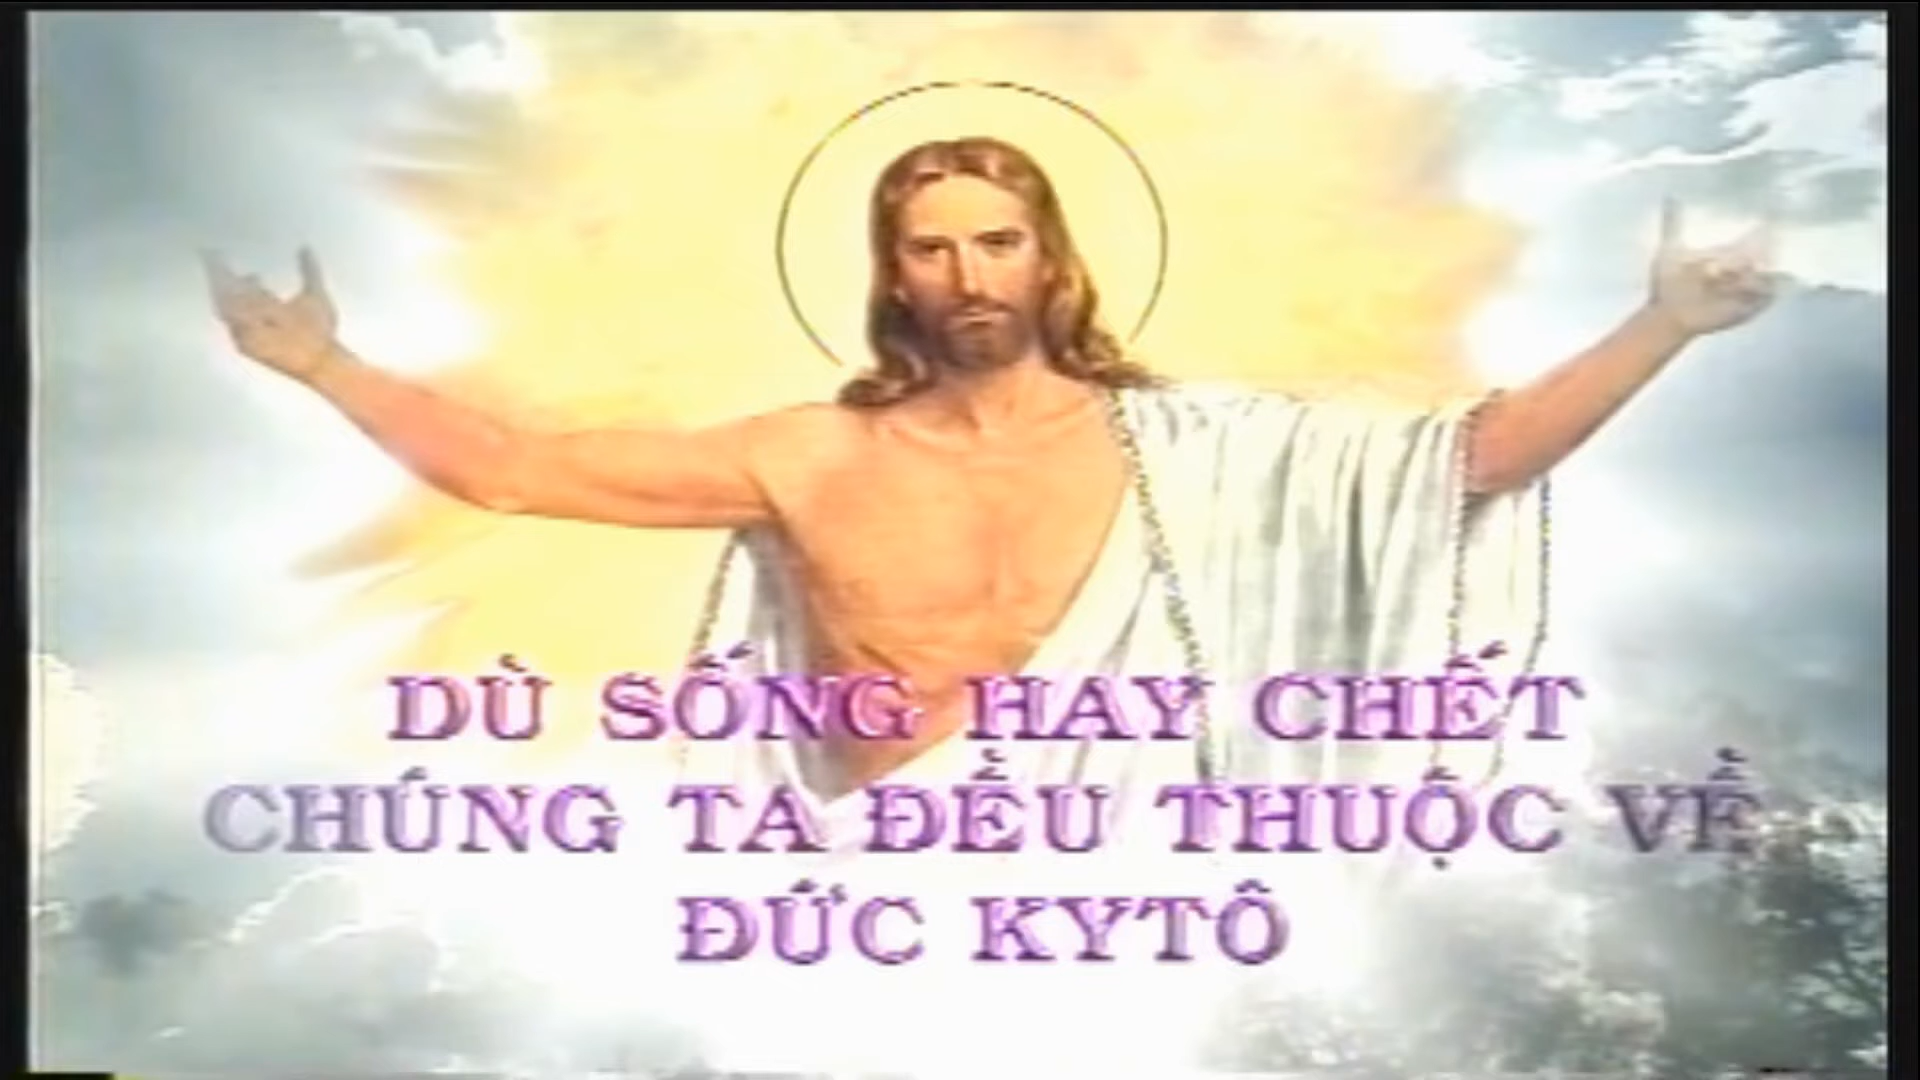 DÙ SỐNG HAY CHẾT
CHÚNG TA ĐỀU THUỘC VỀ
ĐỨC KYTÔ